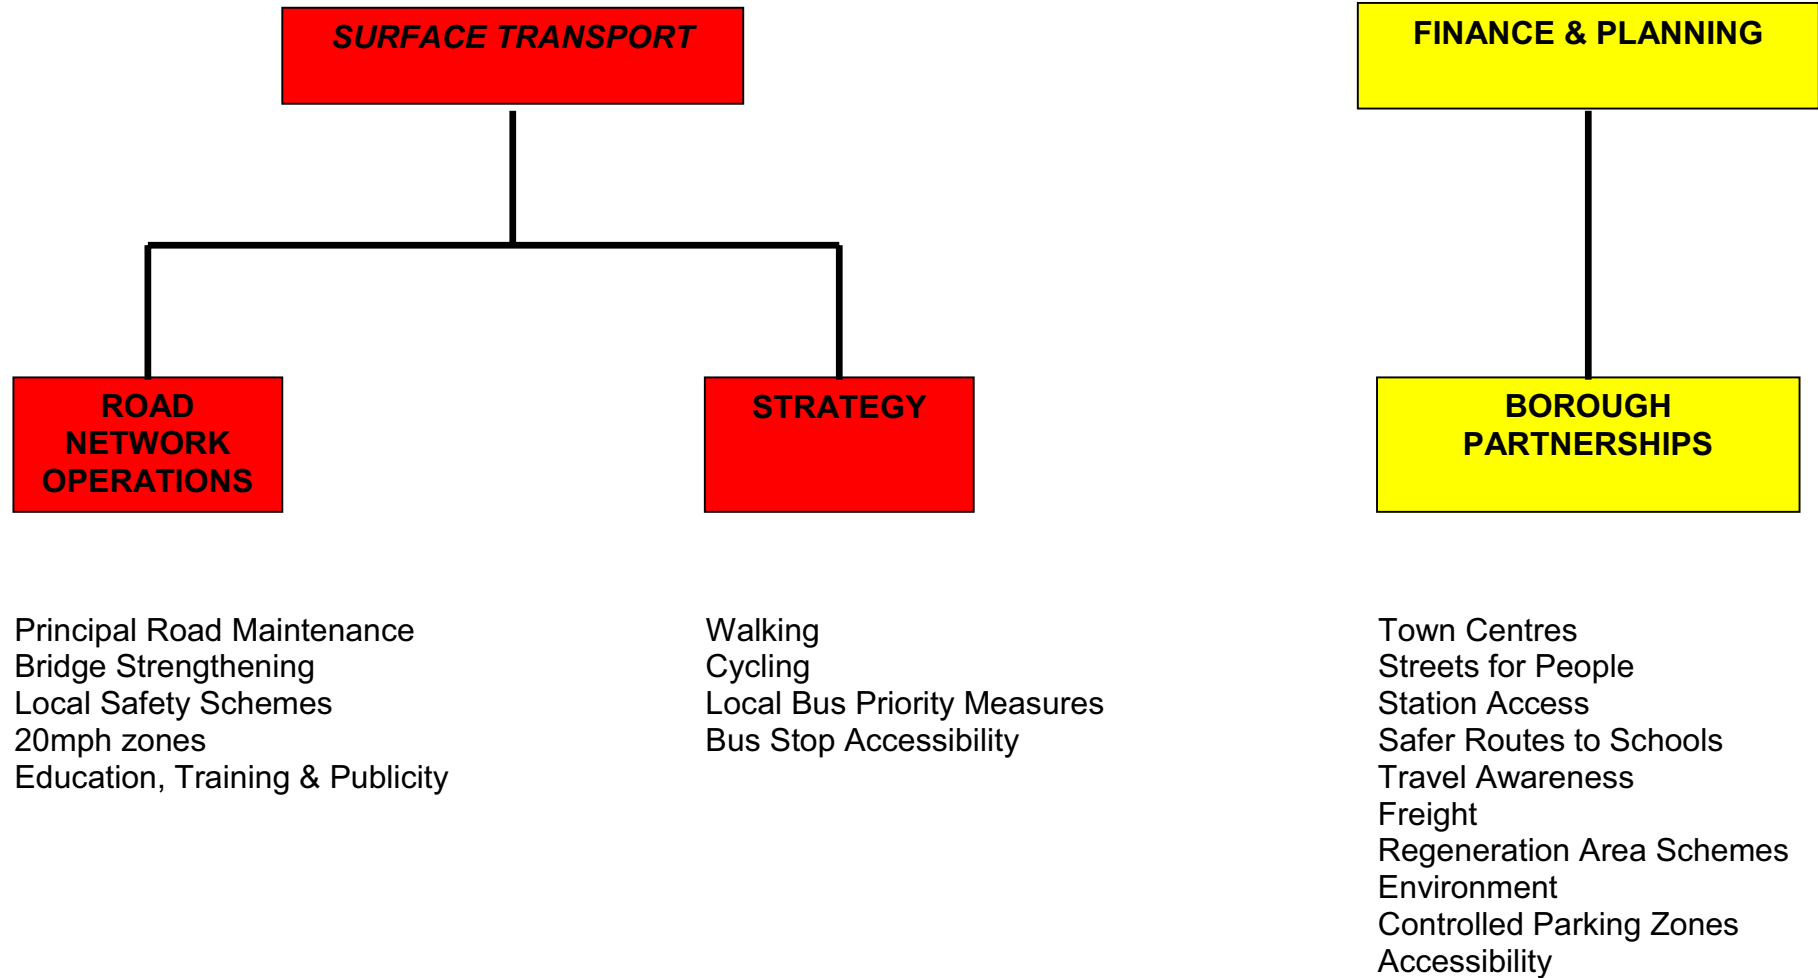 SURFACE TRANSPORT
FINANCE & PLANNING
ROAD
NETWORK
OPERATIONS
STRATEGY
BOROUGH
PARTNERSHIPS
Principal Road Maintenance
Bridge Strengthening
Local Safety Schemes
20mph zones
Education, Training & Publicity
Walking
Cycling
Local Bus Priority Measures
Bus Stop Accessibility
Town Centres
Streets for People
Station Access
Safer Routes to Schools
Travel Awareness
Freight
Regeneration Area Schemes
Environment
Controlled Parking Zones
Accessibility